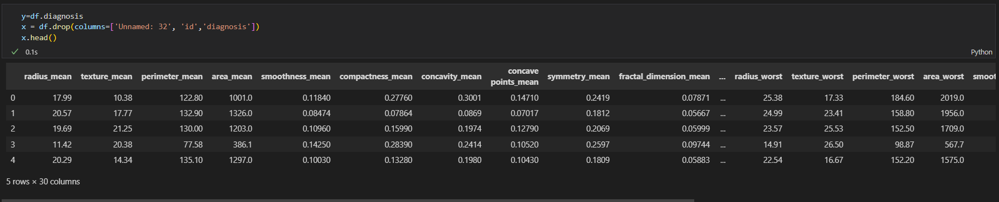 y=df.diagnosis
x = df.drop(columns=['Unnamed: 32', 'id','diagnosis'])
x.head()
0.1s
Python
radius_mean texture_mean perimeter_mean area_mean smoothness_mean compactness_mean concavity_mean concave points_mean symmetry_mean fractal_dimension_mean ... radius_worst texture_worst perimeter_worst area_worst smoot
0 17.99 10.38 122.80 1001.0 0.11840 0.27760 0.3001 0.14710 0.2419 0.07871 ... 25.38 17.33 184.60 2019.0
1 20.57 17.77 132.90 1326.0 0.08474 0.07864 0.0869 0.07017 0.1812 0.05667 ... 24.99 23.41 158.80 1956.0
2 19.69 21.25 130.00 1203.0 0.10960 0.15990 0.1974 0.12790 0.2069 0.05999 ... 23.57 25.53 152.50 1709.0
3 11.42 20.38 77.58 386.1 0.14250 0.28390 0.2414 0.10520 0.2597 0.09744 ... 14.91 26.50 98.87 567.7
4 20.29 14.34 135.10 1297.0 0.10030 0.13280 0.1980 0.10430 0.1809 0.05883 ... 22.54 16.67 152.20 1575.0
5 rows × 30 columns